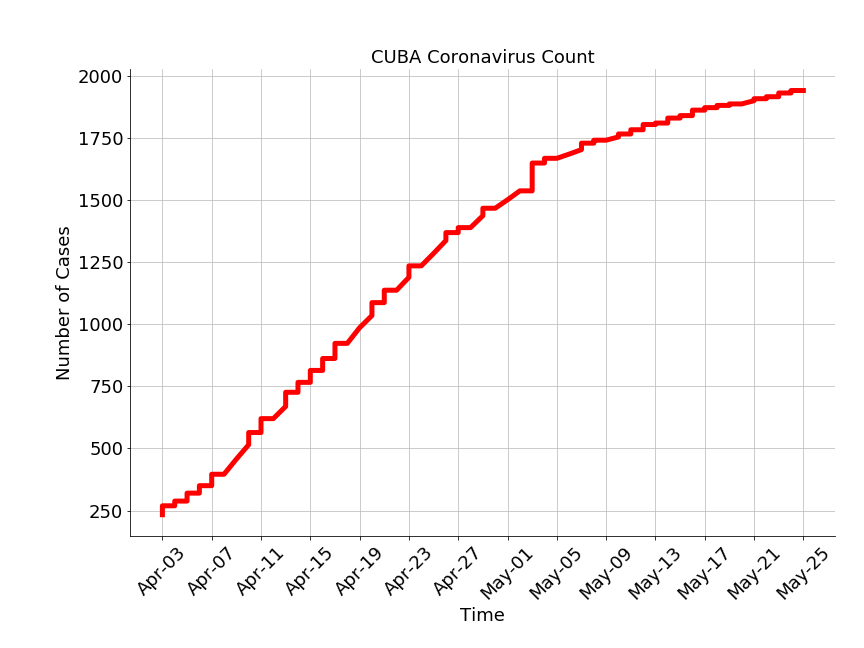 CUBA Coronavirus Count
2000
1750
1500
1250
1000
750
500
250
Number of Cases
Apr-03
Apr-07
Apr-11
Apr-15
Apr-19
Apr-23
Apr-27
May-01
May-05
May-09
May-13
May-17
May-21
May-25
Time